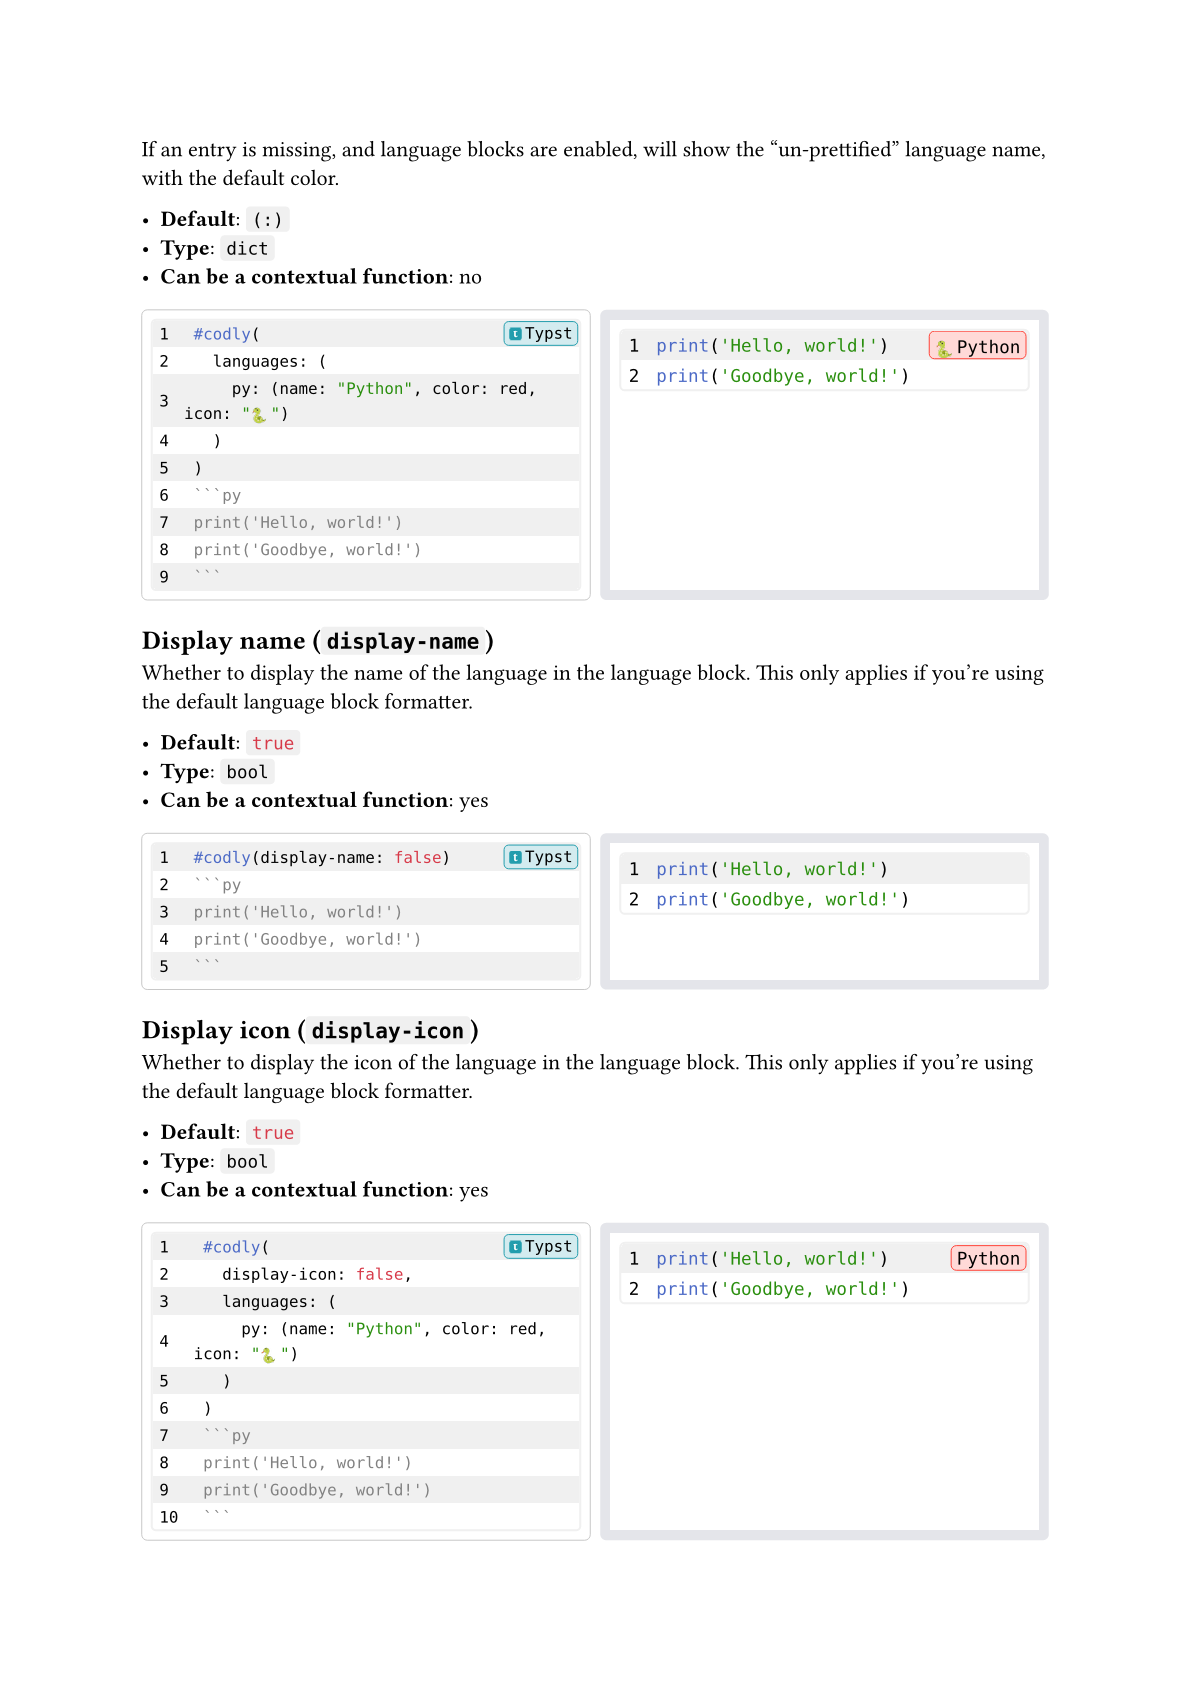 If an entry is missing, and language blocks are enabled, will show the “un-prettified” language name,
with the default color.
• Default: (:)
• Type: dict
• Can be a contextual function: no
1 #codly( Typst
2   languages: (
3     py: (name: "Python", color: red,
icon: "🐍")
4   )
5 )
6 ```py
7 print('Hello, world!')
8 print('Goodbye, world!')
9 ```
1 print('Hello, world!') 🐍 Python
2 print('Goodbye, world!')
Display name (display-name)
Whether to display the name of the language in the language block. This only applies if you’re using
the default language block formatter.
• Default: true
• Type: bool
• Can be a contextual function: yes
1 #codly(display-name: false) Typst
2 ```py
3 print('Hello, world!')
4 print('Goodbye, world!')
5 ```
1 print('Hello, world!')
2 print('Goodbye, world!')
Display icon (display-icon)
Whether to display the icon of the language in the language block. This only applies if you’re using
the default language block formatter.
• Default: true
• Type: bool
• Can be a contextual function: yes
1 #codly( Typst
2   display-icon: false,
3   languages: (
4     py: (name: "Python", color: red,
icon: "🐍")
5   )
6 )
7 ```py
8 print('Hello, world!')
9 print('Goodbye, world!')
10 ```
1 print('Hello, world!') Python
2 print('Goodbye, world!')